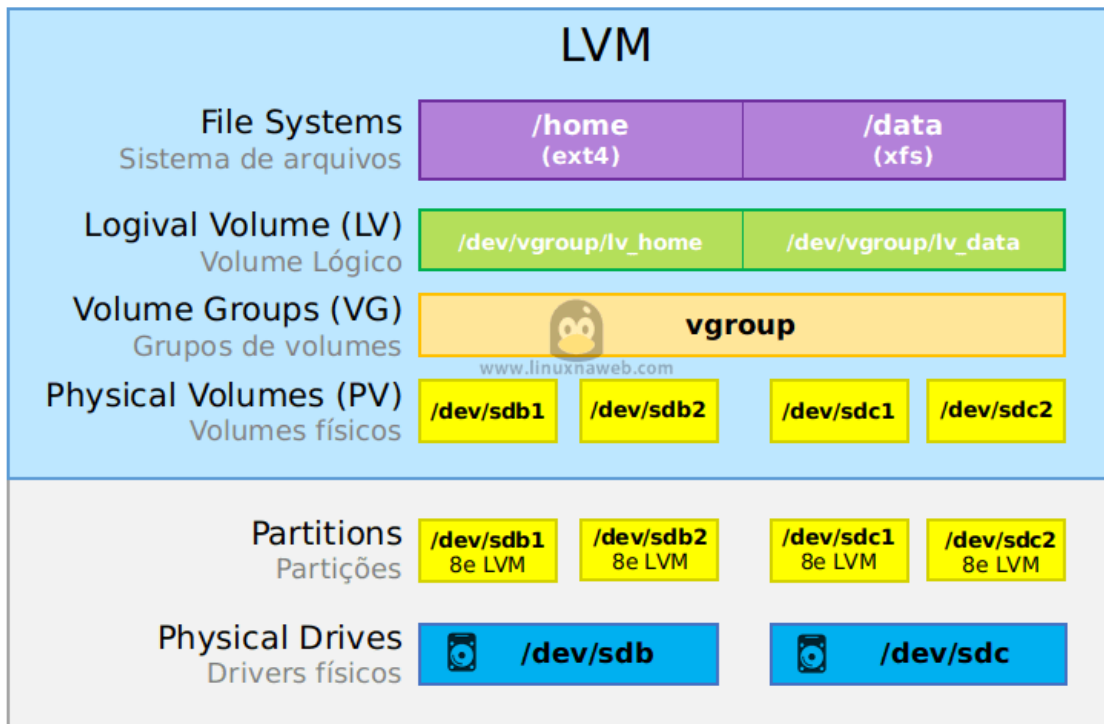 LVM
File Systems
Sistema de arquivos
/home
(ext4)
/data
(xfs)
Logival Volume (LV)
Volume Lógico
/dev/vgroup/lv_home
/dev/vgroup/lv_data
Volume Groups (VG)
Grupos de volumes
vgroup
www.linuxnaweb.com
Physical Volumes (PV)
Volumes físicos
/dev/sdb1
/dev/sdb2
/dev/sdc1
/dev/sdc2
Partitions
Partições
/dev/sdb1
8e LVM
/dev/sdb2
8e LVM
/dev/sdc1
8e LVM
/dev/sdc2
8e LVM
Physical Drives
Drivers físicos
/dev/sdb
/dev/sdc